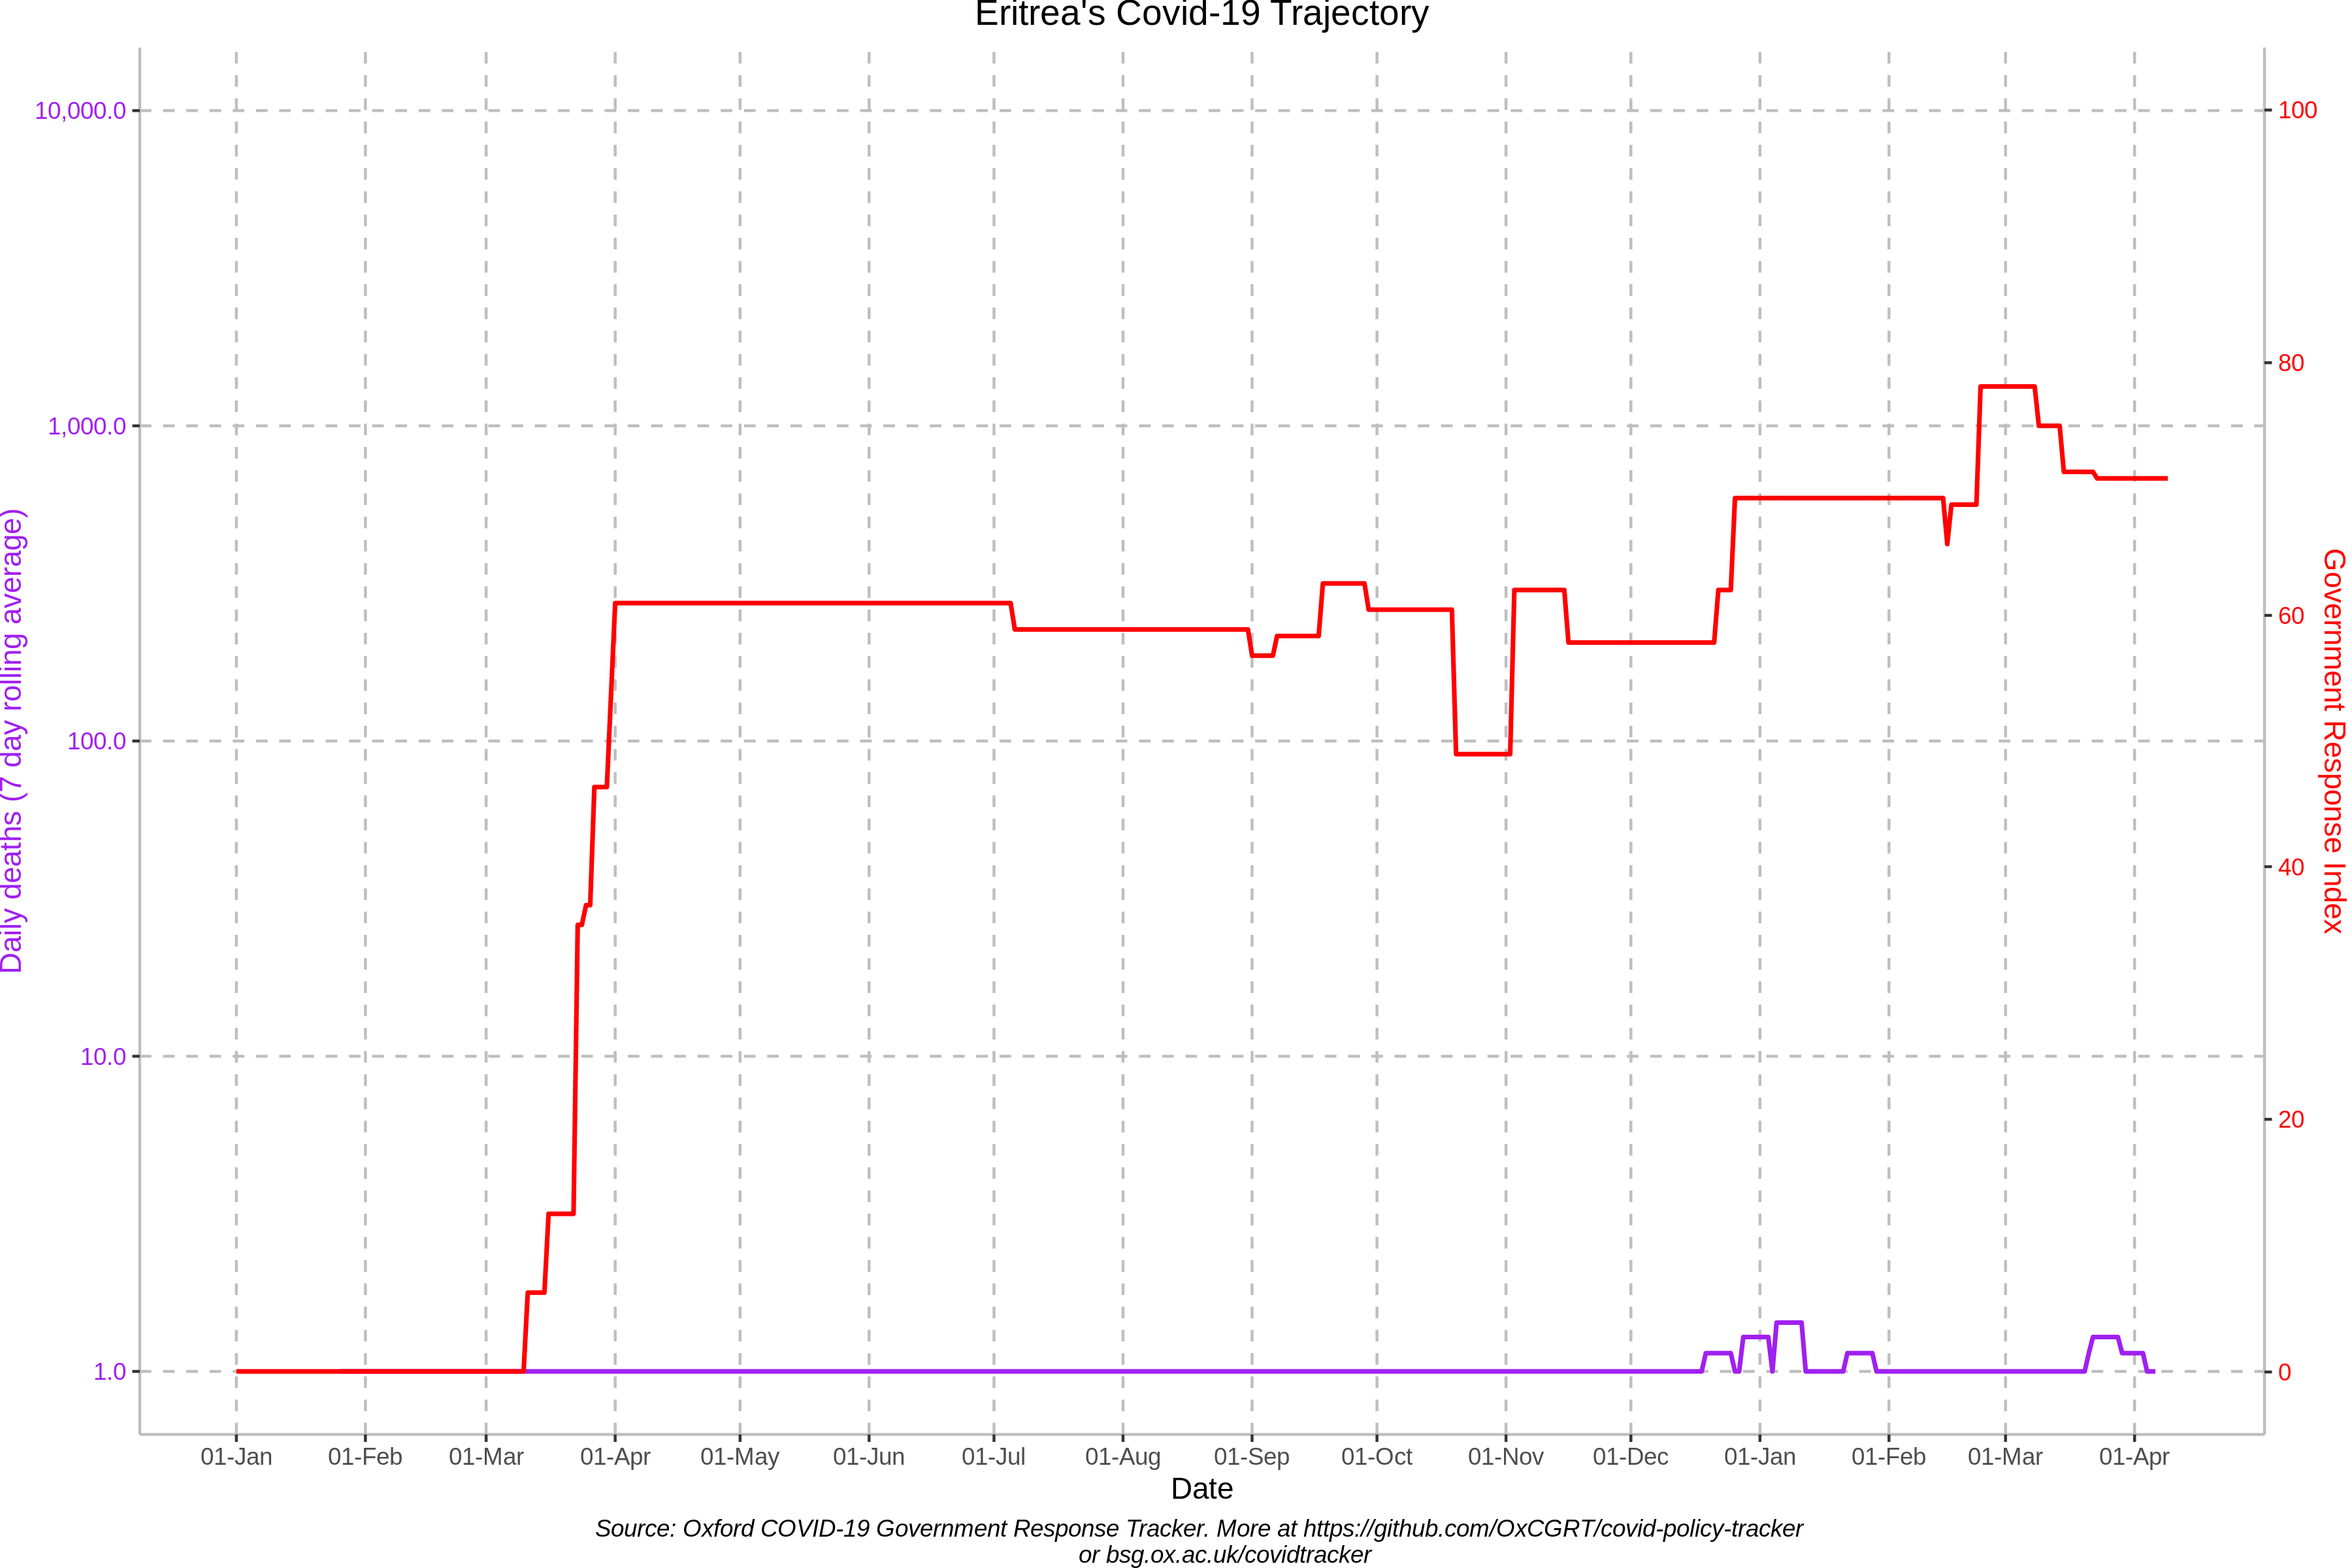 Eritrea's Covid-19 Trajectory
10,000.0
1,000.0
100.0
10.0
1.0
Daily deaths (7 day rolling average)
100
80
60
40
20
0
Government Response Index
01-Jan 01-Feb 01-Mar 01-Apr 01-May 01-Jun 01-Jul 01-Aug 01-Sep 01-Oct 01-Nov 01-Dec 01-Jan 01-Feb 01-Mar 01-Apr
Date
Source: Oxford COVID-19 Government Response Tracker. More at https://github.com/OxCGRT/covid-policy-tracker
or bsg.ox.ac.uk/covidtracker